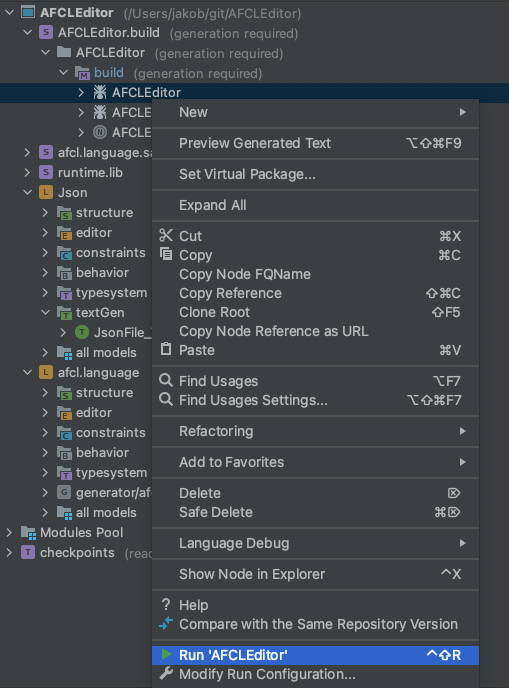 AFCLEditor (/Users/jakob/git/AFCLEditor)
AFCLEditor.build (generation required)
AFCLEditor (generation required)
build (generation required)
AFCLEditor
AFCLE
AFCLE
afcl.language.sa
runtime.lib
Json
structure
editor
constraints
behavior
typesystem
textGen
JsonFile_
all models
afcl.language
structure
editor
constraints
behavior
typesystem
generator/af
all models
Modules Pool
checkpoints (read
New
Preview Generated Text ⌥⇧⌘F9
Set Virtual Package...
Expand All
Cut ⌘X
Copy ⌘C
Copy Node FQName
Copy Reference ⇧⌘C
Clone Root ⇧F5
Copy Node Reference as URL
Paste ⌘V
Find Usages ⌥F7
Find Usages Settings... ⌥⇧⌘F7
Refactoring
Add to Favorites
Delete ⌦
Safe Delete ⌘⌦
Language Debug
Show Node in Explorer ^X
Help
Compare with the Same Repository Version
Run 'AFCLEditor' ^⇧R
Modify Run Configuration...